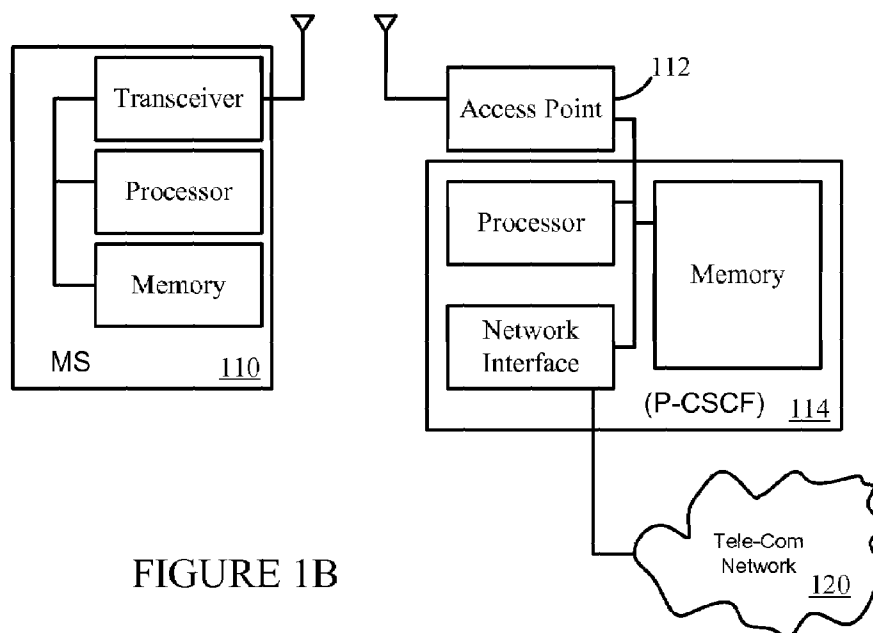 Transceiver
Processor
Memory
MS
110
112
Access Point
Processor
Memory
Network
Interface
(P-CSCF)
114
Tele-Com
Network
120
FIGURE 1B